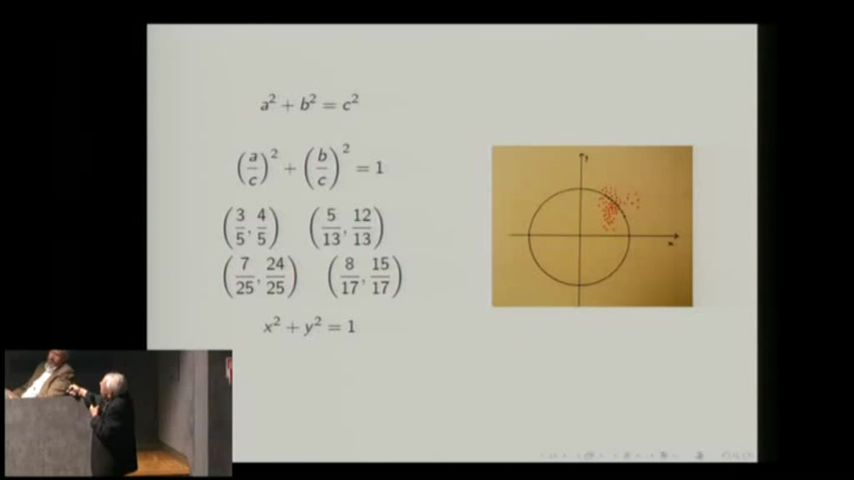 a² + b² = c²
(a/c)² + (b/c)² = 1
(3/5, 4/5) (5/13, 12/13)
(7/25, 24/25) (8/17, 15/17)
x² + y² = 1
y
x